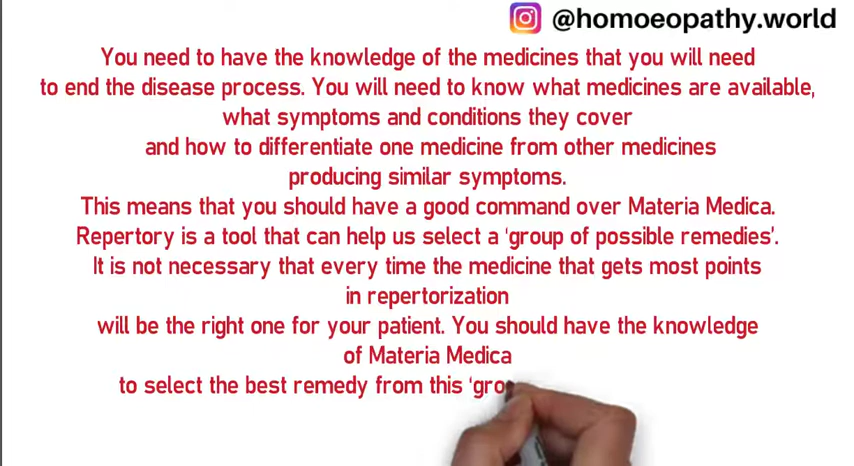 @homoeopathy.world
You need to have the knowledge of the medicines that you will need
to end the disease process. You will need to know what medicines are available,
what symptoms and conditions they cover
and how to differentiate one medicine from other medicines
producing similar symptoms.
This means that you should have a good command over Materia Medica.
Repertory is a tool that can help us select a ‘group of possible remedies’.
It is not necessary that every time the medicine that gets most points
in repertorization
will be the right one for your patient. You should have the knowledge
of Materia Medica
to select the best remedy from this ‘gro